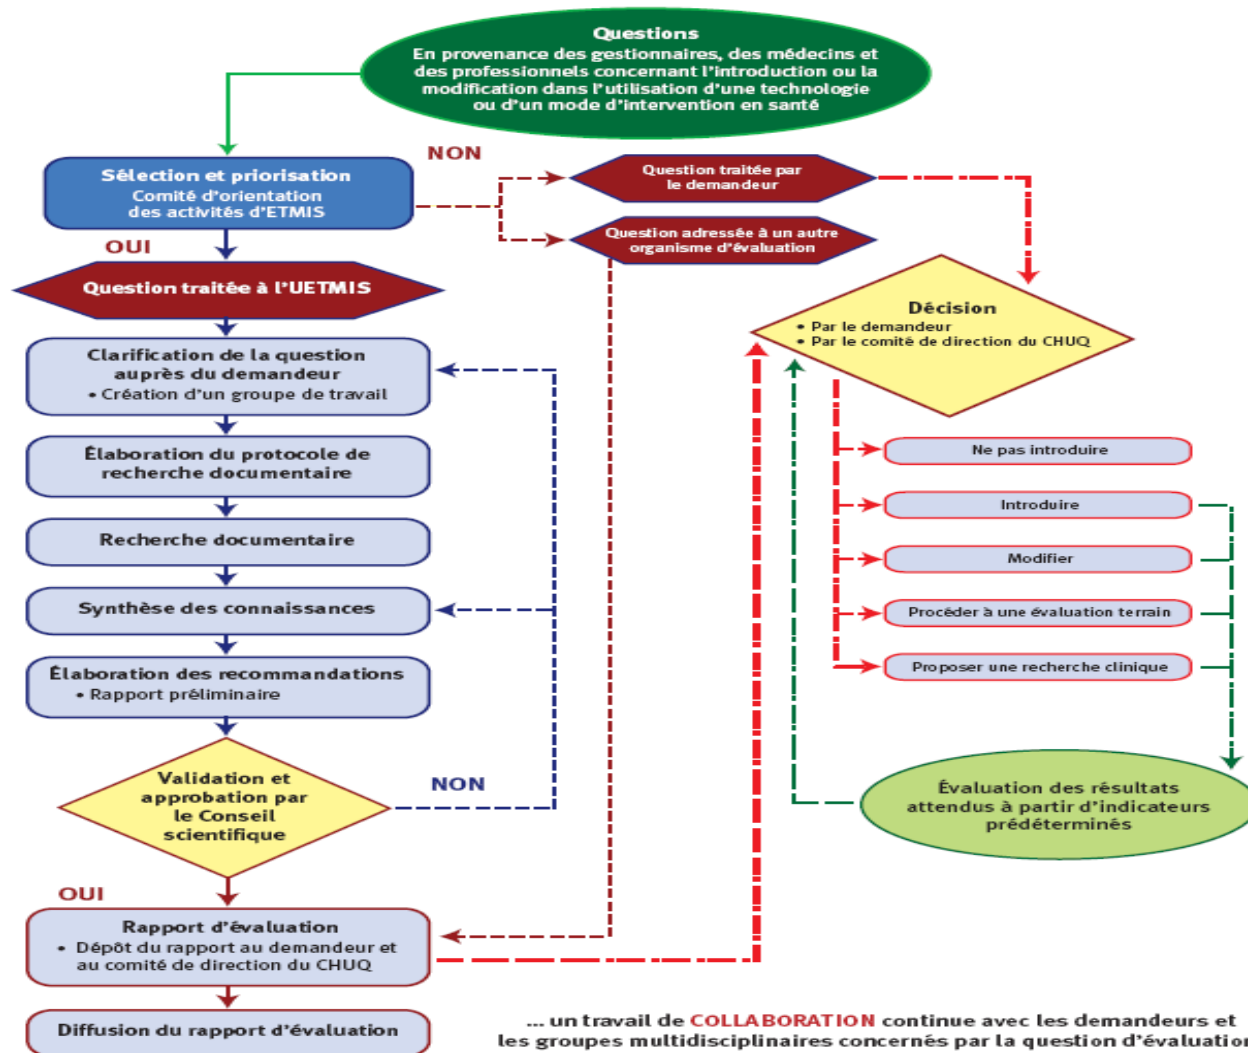 Questions
En provenance des gestionnaires, des médecins et
des professionnels concernant l'introduction ou la
modification dans l'utilisation d'une technologie
ou d'un mode d'intervention en santé
NON
Sélection et priorisation
Comité d'orientation
des activités d'ETMIS
Question traitée par
le demandeur
Question adressée à un autre
organisme d'évaluation
OUI
Question traitée à l'UETMIS
Clarification de la question
auprès du demandeur
• Création d'un groupe de travail
Élaboration du protocole de
recherche documentaire
Recherche documentaire
Synthèse des connaissances
Élaboration des recommandations
• Rapport préliminaire
Validation et
approbation par
le Conseil
scientifique
NON
OUI
Rapport d'évaluation
• Dépôt du rapport au demandeur et
au comité de direction du CHUQ
Diffusion du rapport d'évaluation
Décision
• Par le demandeur
• Par le comité de direction du CHUQ
Ne pas introduire
Introduire
Modifier
Procéder à une évaluation terrain
Proposer une recherche clinique
Évaluation des résultats
attendus à partir d'indicateurs
prédéterminés
... un travail de COLLABORATION continue avec les demandeurs et
les groupes multidisciplinaires concernés par la question d'évaluation